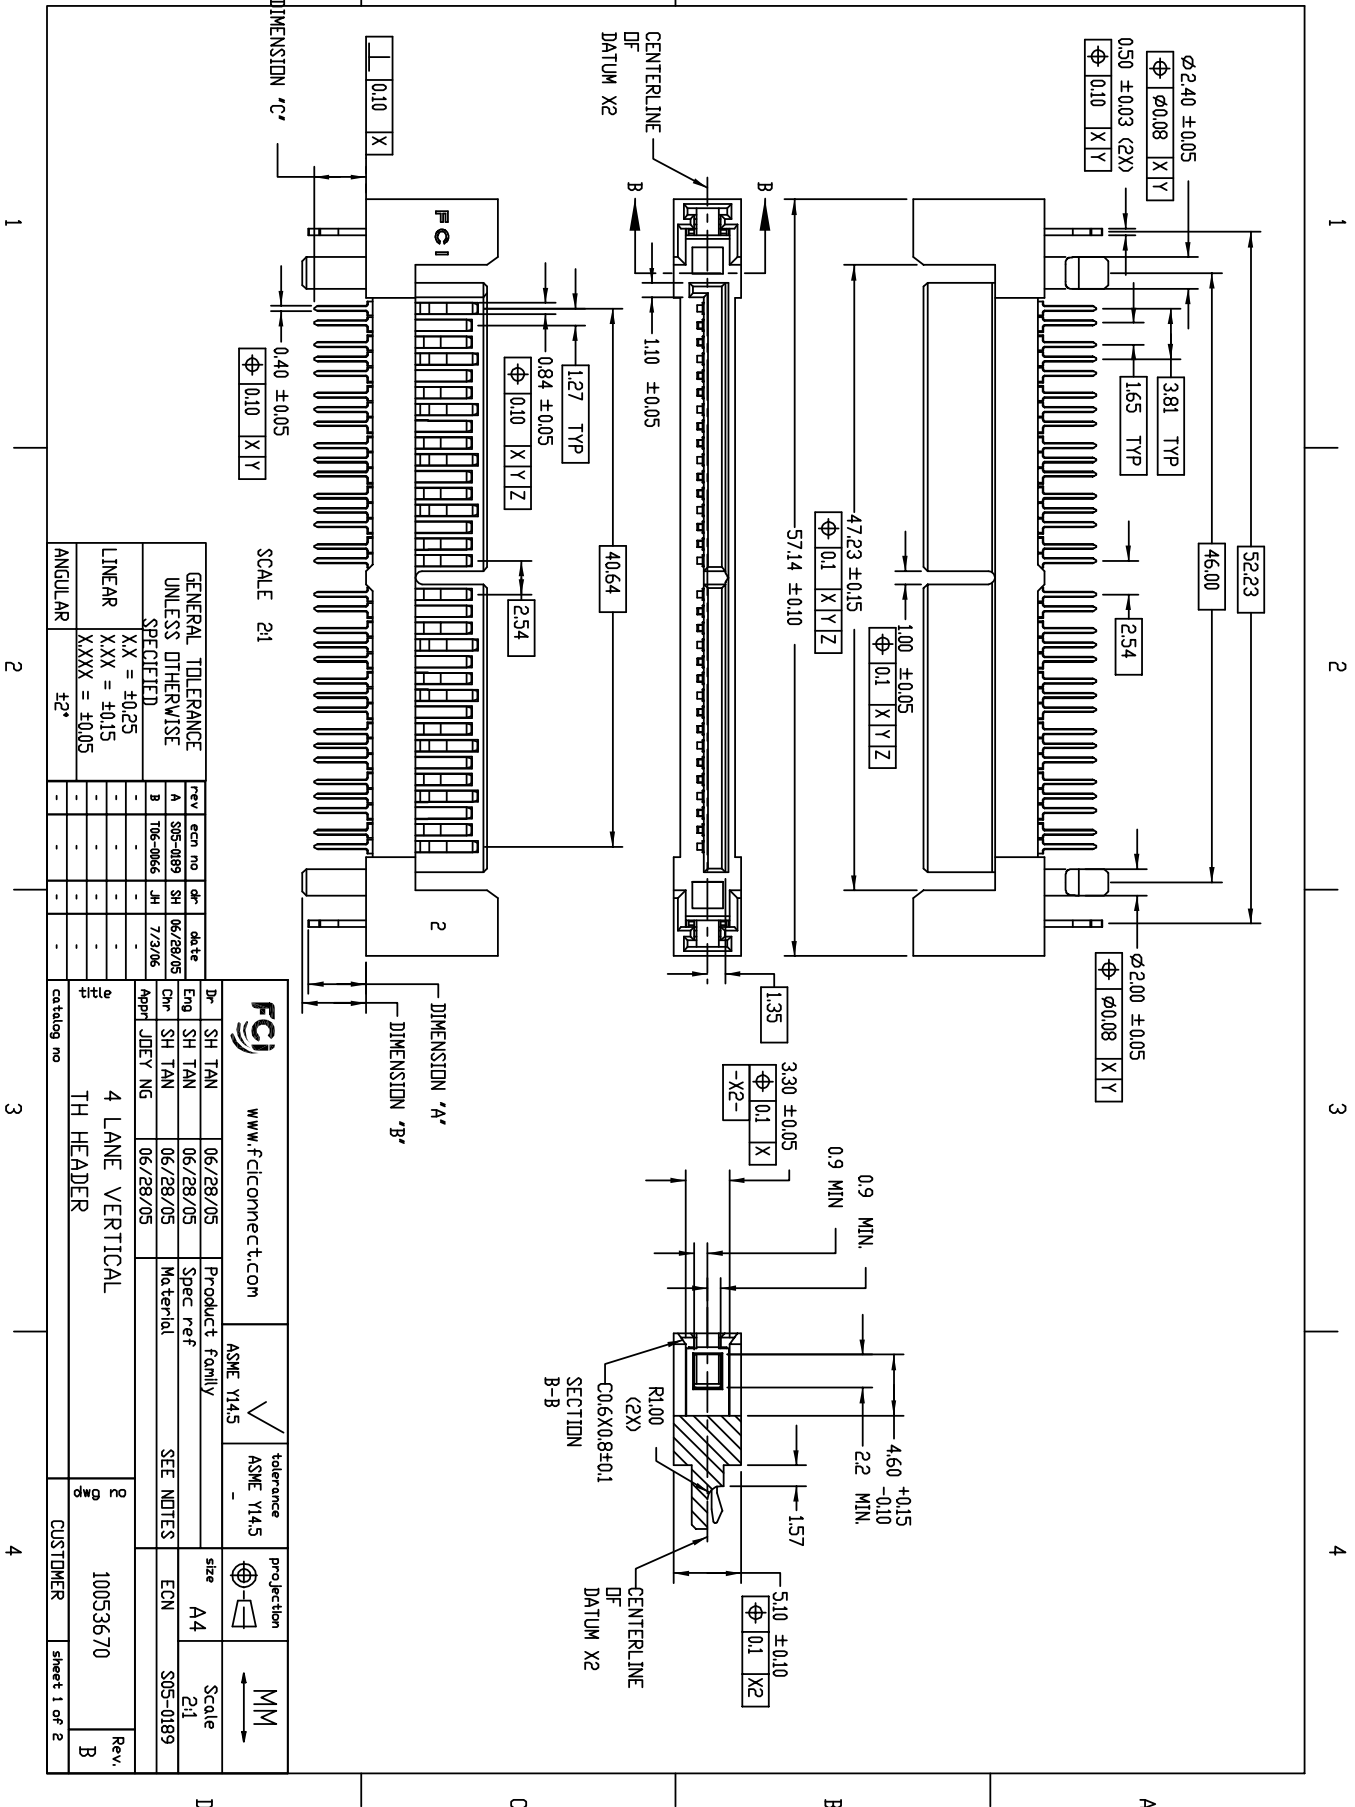 1
2
3
4
1
2
3
4
A
B
C
D
52.23
46.00
Ø2.40 ±0.05
Ø0.08 X Y
0.50 ±0.03 (2X)
0.10 X Y
3.81 TYP
1.65 TYP
2.54
Ø2.00 ±0.05
Ø0.08 X Y
1.00 ±0.05
0.1 X Y Z
47.23 ±0.15
0.1 X Y Z
57.14 ±0.10
B
B
CENTERLINE
OF
DATUM X2
1.10 ±0.05
1.35
3.30 ±0.05
0.1 X
-X2-
0.9 MIN
0.9 MIN.
4.60 +0.15
-0.10
2.2 MIN.
1.57
5.10 ±0.10
0.1 X2
R1.00
(2X)
C0.6X0.8±0.1
SECTION
B-B
CENTERLINE
OF
DATUM X2
40.64
1.27 TYP
0.84 ±0.05
0.10 X Y Z
2.54
FCI
2
0.10 X
DIMENSION "C"
0.40 ±0.05
0.10 X Y
DIMENSION "A"
DIMENSION "B"
SCALE 2:1
GENERAL TOLERANCE
UNLESS OTHERWISE
SPECIFIED
LINEAR
X.X = ±0.25
X.XX = ±0.15
X.XXX = ±0.05
ANGULAR ±2°
rev ecn no dr date
A S05-0189 SH 06/28/05
B T06-0066 JH 7/3/06
- - - -
- - - -
- - - -
- - - -
- - - -
FCI www.fciconnect.com
ASME Y14.5
tolerance
ASME Y14.5
-
projection
MM
Dr SH TAN 06/28/05
Eng SH TAN 06/28/05
Chr SH TAN 06/28/05
Appr JOEY NG 06/28/05
Product family
Spec ref
Material SEE NOTES
size A4
Scale
2:1
ECN S05-0189
title
4 LANE VERTICAL
TH HEADER
dwg no
10053670
Rev.
B
catalog no
CUSTOMER
sheet 1 of 2